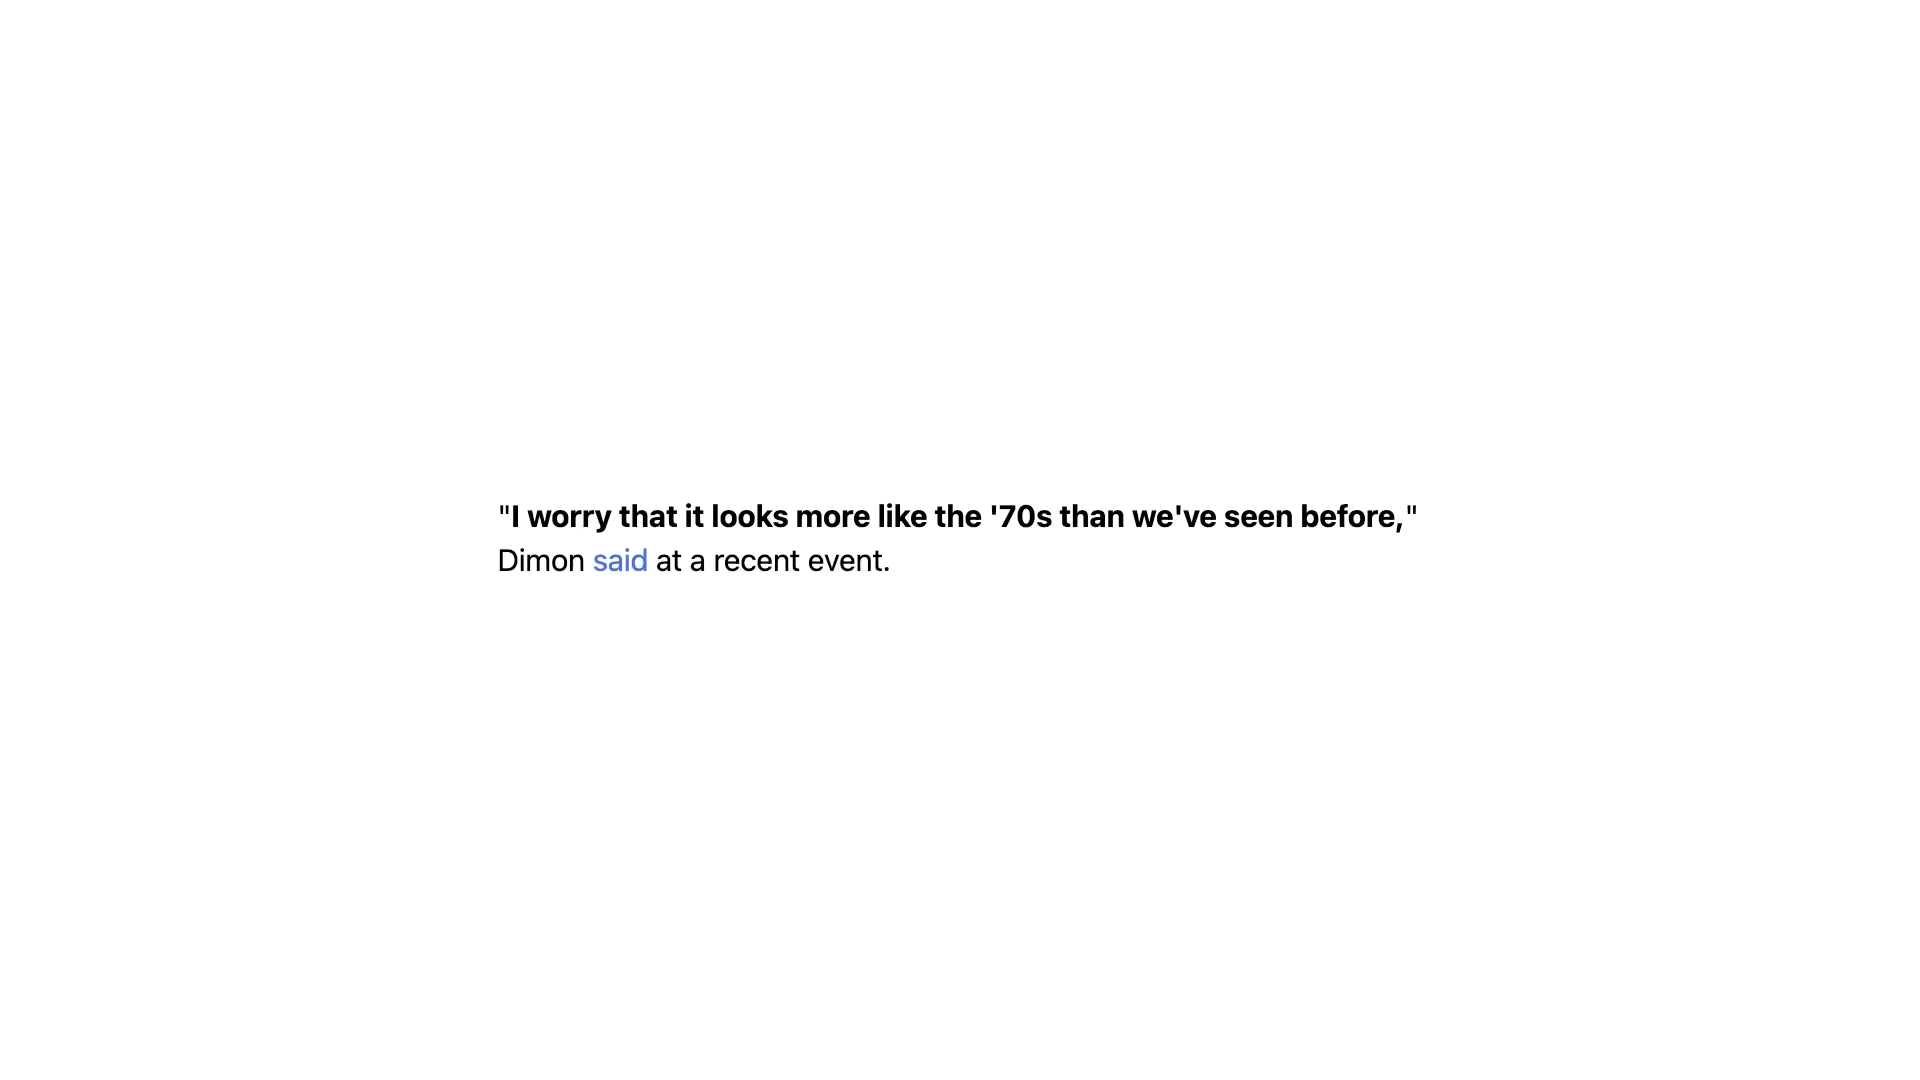 "I worry that it looks more like the '70s than we've seen before,"
Dimon said at a recent event.